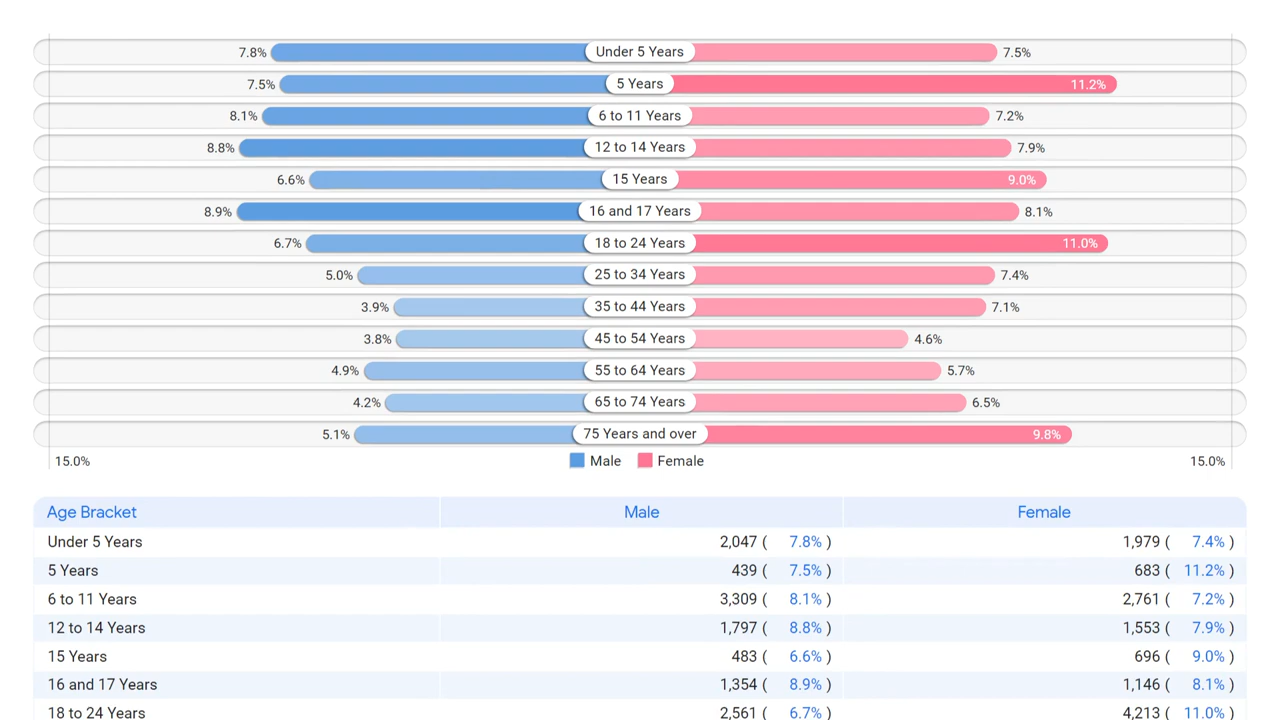 7.8% Under 5 Years 7.5%
7.5% 5 Years 11.2%
8.1% 6 to 11 Years 7.2%
8.8% 12 to 14 Years 7.9%
6.6% 15 Years 9.0%
8.9% 16 and 17 Years 8.1%
6.7% 18 to 24 Years 11.0%
5.0% 25 to 34 Years 7.4%
3.9% 35 to 44 Years 7.1%
3.8% 45 to 54 Years 4.6%
4.9% 55 to 64 Years 5.7%
4.2% 65 to 74 Years 6.5%
5.1% 75 Years and over 9.8%
15.0% Male Female 15.0%
Age Bracket Male Female
Under 5 Years 2,047 ( 7.8% ) 1,979 ( 7.4% )
5 Years 439 ( 7.5% ) 683 ( 11.2% )
6 to 11 Years 3,309 ( 8.1% ) 2,761 ( 7.2% )
12 to 14 Years 1,797 ( 8.8% ) 1,553 ( 7.9% )
15 Years 483 ( 6.6% ) 696 ( 9.0% )
16 and 17 Years 1,354 ( 8.9% ) 1,146 ( 8.1% )
18 to 24 Years 2,561 ( 6.7% ) 4,213 ( 11.0% )